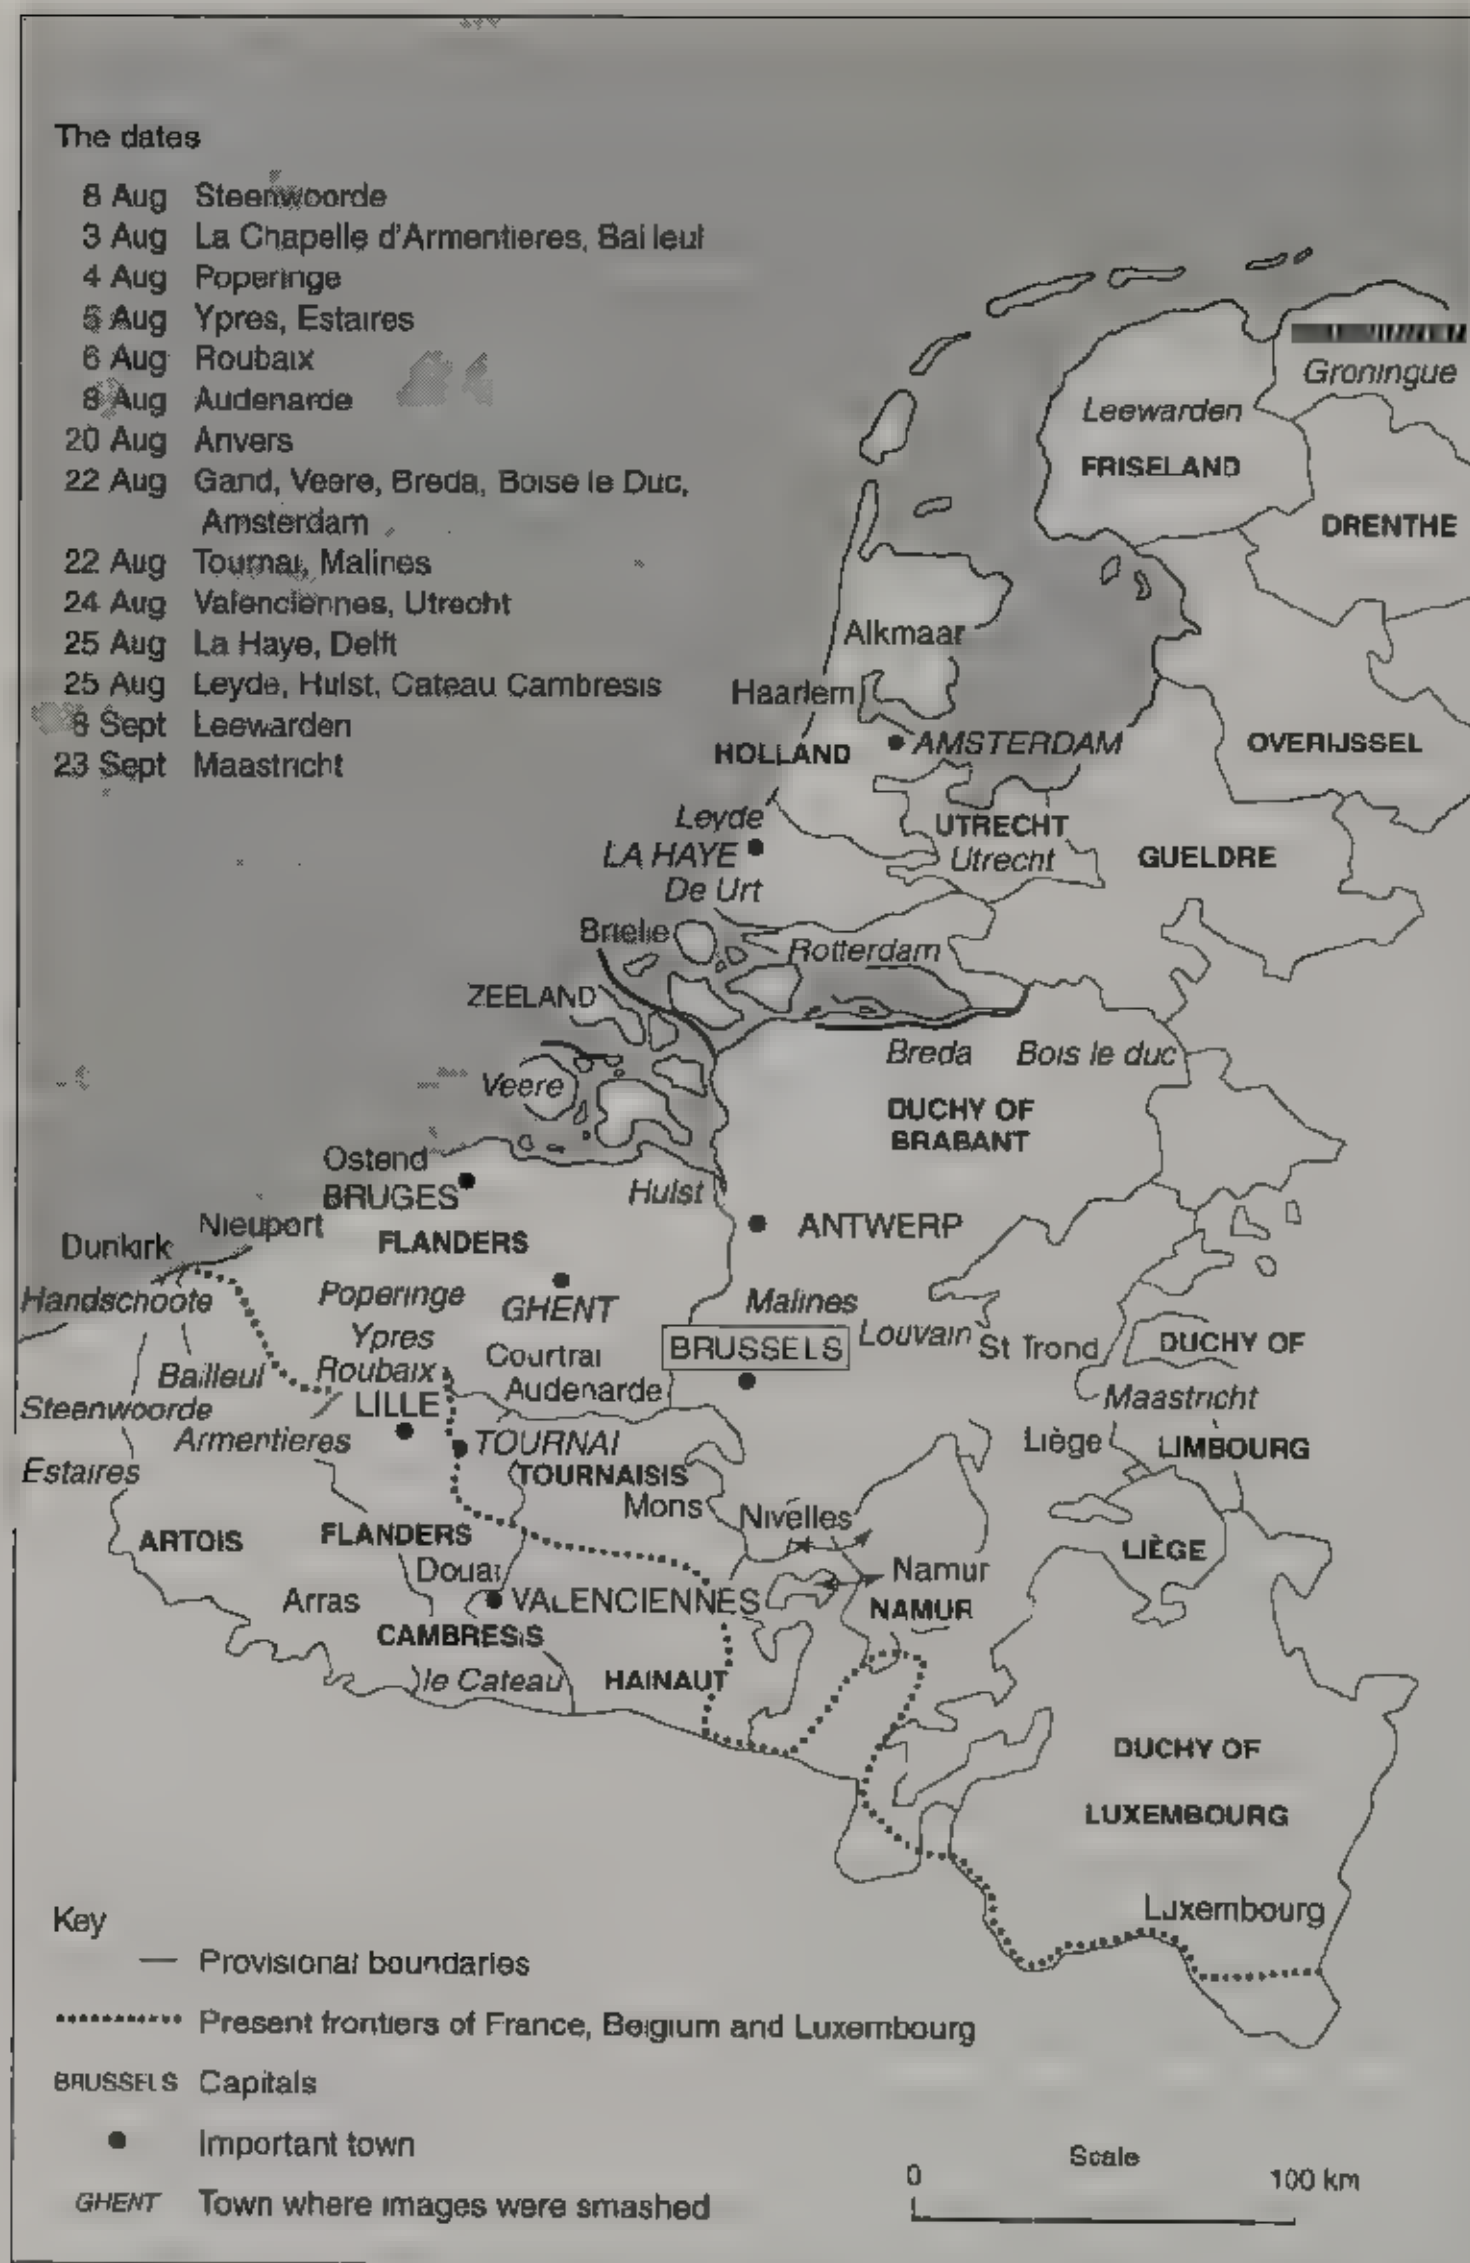 The dates
8 Aug Steenwoorde
3 Aug La Chapelle d'Armentieres, Bailleul
4 Aug Poperinge
5 Aug Ypres, Estaires
6 Aug Roubaix
8 Aug Audenarde
20 Aug Anvers
22 Aug Gand, Veere, Breda, Boise le Duc,
Amsterdam
22 Aug Tournai, Malines
24 Aug Valenciennes, Utrecht
25 Aug La Haye, Delft
25 Aug Leyde, Hulst, Cateau Cambresis
8 Sept Leewarden
23 Sept Maastricht
Groningue
Leewarden
FRISELAND
DRENTHE
Alkmaar
Haarlem
HOLLAND
AMSTERDAM
OVERIJSSEL
Leyde
UTRECHT
LA HAYE
Utrecht
GUELDRE
De Urt
Brielle
Rotterdam
ZEELAND
Breda
Bois le duc
Veere
DUCHY OF
BRABANT
Ostend
BRUGES
Hulst
Nieuport
ANTWERP
Dunkirk
FLANDERS
Handschoote
Poperinge
GHENT
Malines
Ypres
BRUSSELS
Louvain
St Trond
DUCHY OF
Bailleul
Roubaix
Courtrai
Audenarde
Maastricht
Steenwoorde
LILLE
Armentieres
TOURNAI
Liège
LIMBOURG
Estaires
TOURNAISIS
Mons
Nivelles
ARTOIS
FLANDERS
LIÈGE
Douai
Namur
Arras
VALENCIENNES
NAMUR
CAMBRESIS
le Cateau
HAINAUT
DUCHY OF
LUXEMBOURG
Luxembourg
Key
Provisional boundaries
Present frontiers of France, Belgium and Luxembourg
BRUSSELS Capitals
Important town
GHENT Town where images were smashed
Scale
0 100 km